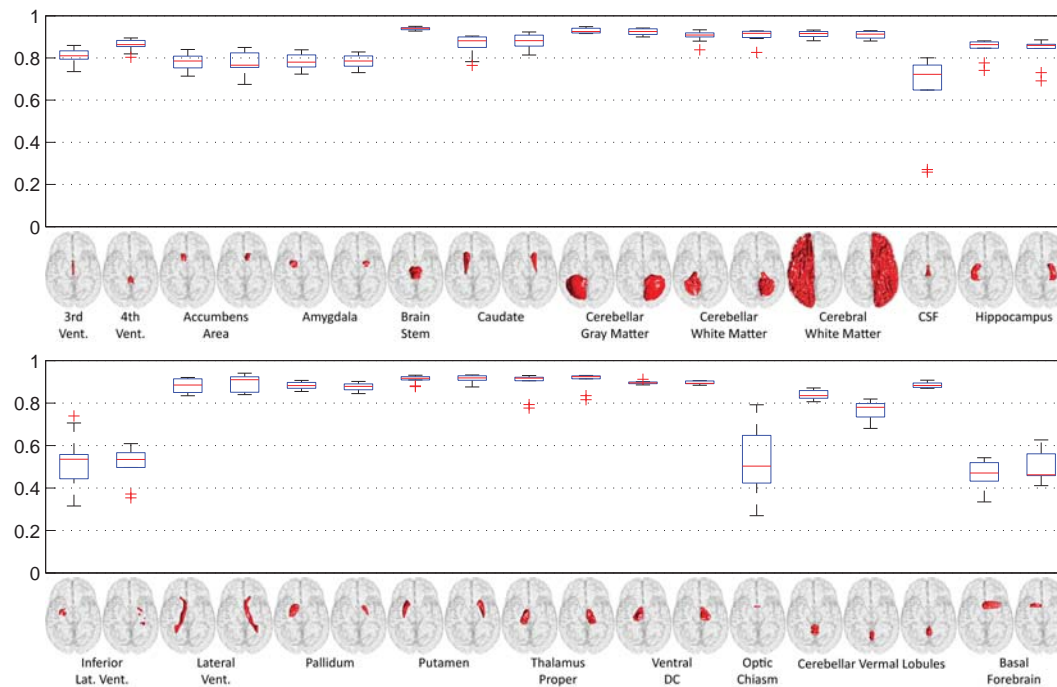 1
0.8
0.6
0.4
0.2
0
3rd Vent.
4th Vent.
Accumbens Area
Amygdala
Brain Stem
Caudate
Cerebellar Gray Matter
Cerebellar White Matter
Cerebral White Matter
CSF
Hippocampus
1
0.8
0.6
0.4
0.2
0
Inferior Lat. Vent.
Lateral Vent.
Pallidum
Putamen
Thalamus Proper
Ventral DC
Optic Chiasm
Cerebellar Vermal Lobules
Basal Forebrain